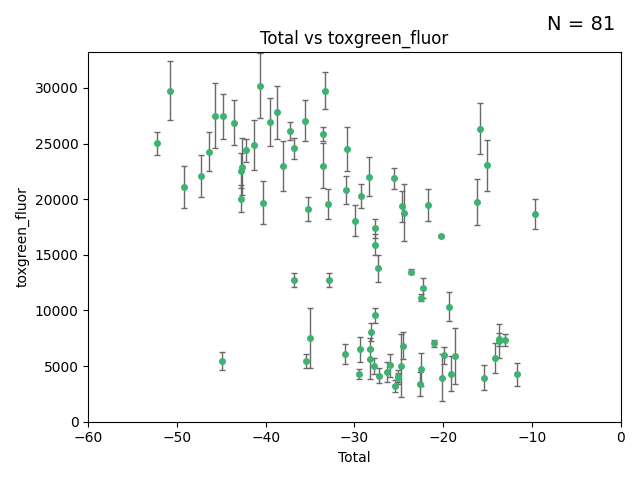 N = 81
Total vs toxgreen_fluor
30000
25000
20000
15000
10000
5000
0
toxgreen_fluor
−60 −50 −40 −30 −20 −10 0
Total